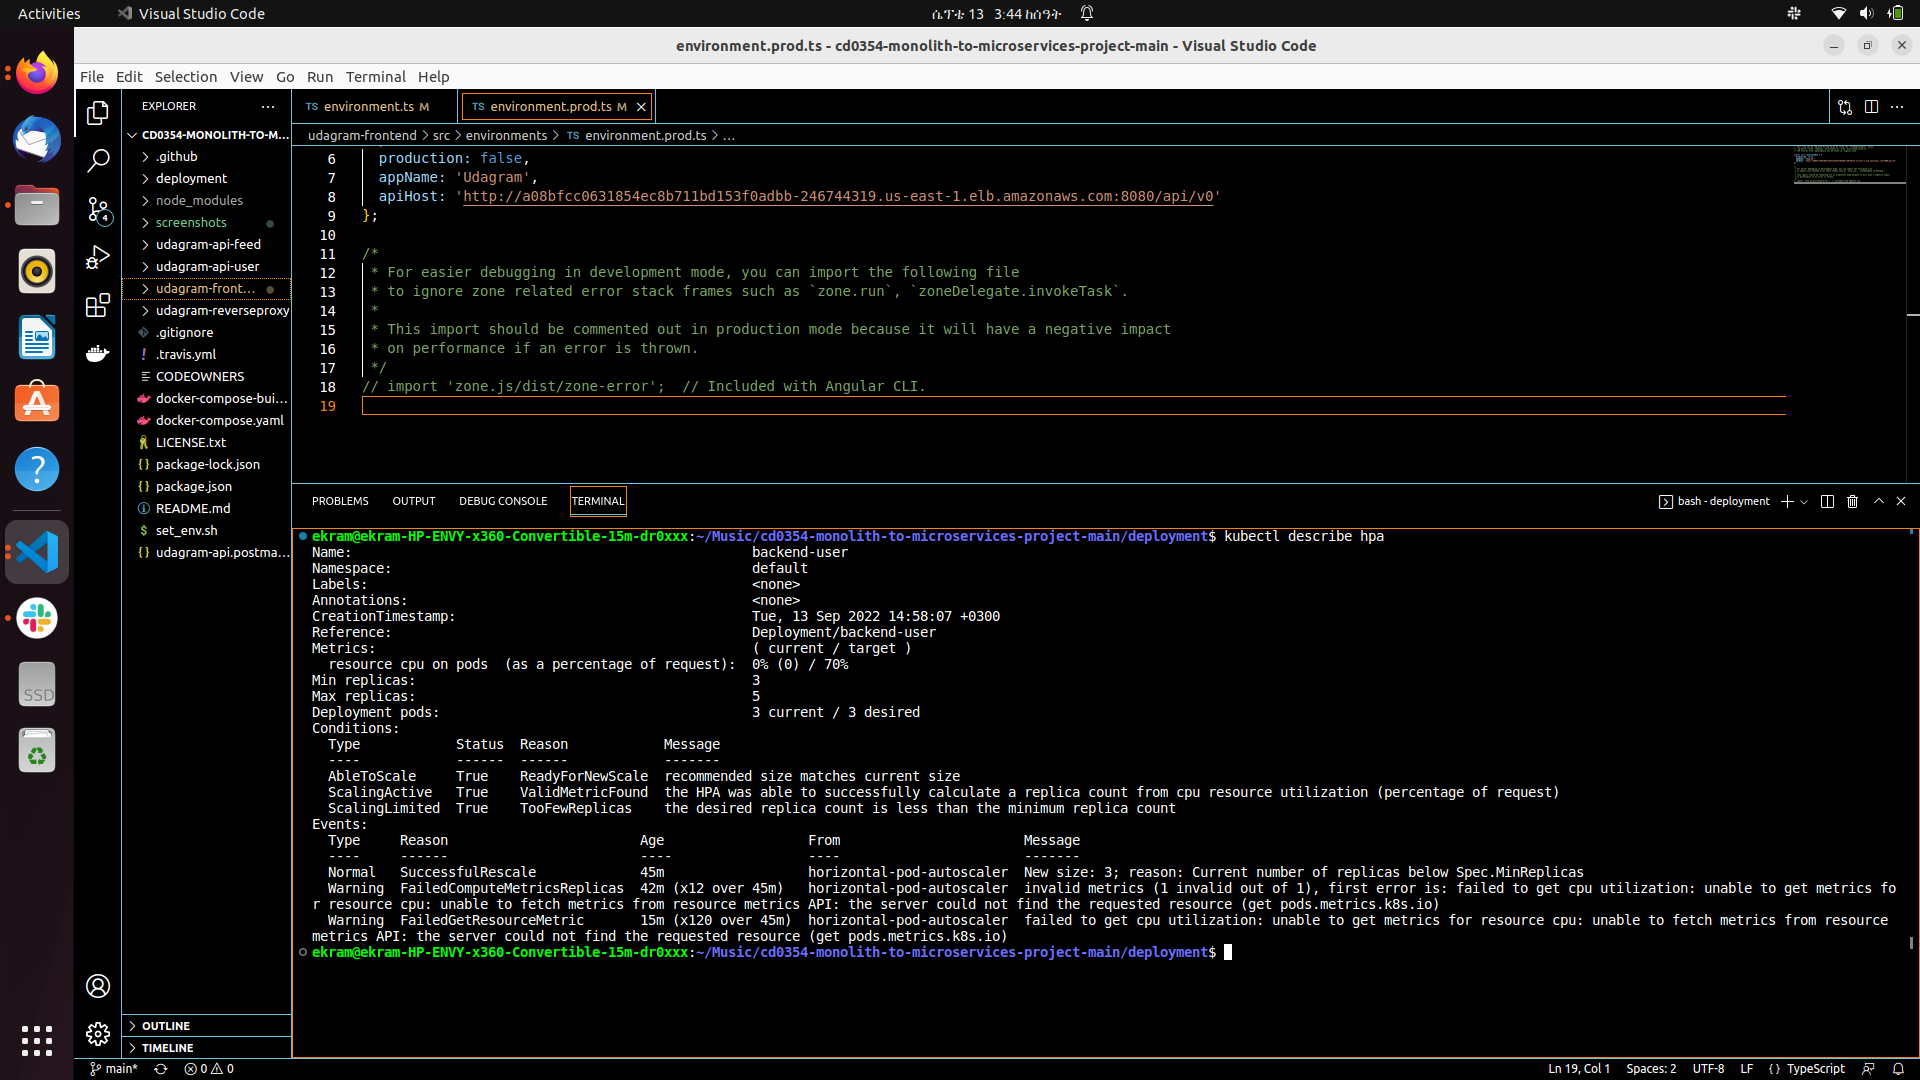 Activities
Visual Studio Code
ሴፕቴ 13 3:44 ከሰዓት
environment.prod.ts - cd0354-monolith-to-microservices-project-main - Visual Studio Code
File Edit Selection View Go Run Terminal Help
EXPLORER
CD0354-MONOLITH-TO-M...
.github
deployment
node_modules
screenshots
udagram-api-feed
udagram-api-user
udagram-front...
udagram-reverseproxy
.gitignore
.travis.yml
CODEOWNERS
docker-compose-bui...
docker-compose.yaml
LICENSE.txt
package-lock.json
package.json
README.md
set_env.sh
udagram-api.postma...
OUTLINE
TIMELINE
4
SSD
TS environment.ts M
TS environment.prod.ts M
udagram-frontend > src > environments > TS environment.prod.ts > ...
6 production: false,
7 appName: 'Udagram',
8 apiHost: 'http://a08bfcc0631854ec8b711bd153f0adbb-246744319.us-east-1.elb.amazonaws.com:8080/api/v0'
9 };
10
11 /*
12 * For easier debugging in development mode, you can import the following file
13 * to ignore zone related error stack frames such as `zone.run`, `zoneDelegate.invokeTask`.
14 *
15 * This import should be commented out in production mode because it will have a negative impact
16 * on performance if an error is thrown.
17 */
18 // import 'zone.js/dist/zone-error';  // Included with Angular CLI.
19
PROBLEMS OUTPUT DEBUG CONSOLE TERMINAL
bash - deployment
ekram@ekram-HP-ENVY-x360-Convertible-15m-dr0xxx:~/Music/cd0354-monolith-to-microservices-project-main/deployment$ kubectl describe hpa
Name: backend-user
Namespace: default
Labels: <none>
Annotations: <none>
CreationTimestamp: Tue, 13 Sep 2022 14:58:07 +0300
Reference: Deployment/backend-user
Metrics: ( current / target )
resource cpu on pods  (as a percentage of request): 0% (0) / 70%
Min replicas: 3
Max replicas: 5
Deployment pods: 3 current / 3 desired
Conditions:
Type Status Reason Message
---- ------ ------ -------
AbleToScale True ReadyForNewScale recommended size matches current size
ScalingActive True ValidMetricFound the HPA was able to successfully calculate a replica count from cpu resource utilization (percentage of request)
ScalingLimited True TooFewReplicas the desired replica count is less than the minimum replica count
Events:
Type Reason Age From Message
---- ------ ---- ---- -------
Normal SuccessfulRescale 45m horizontal-pod-autoscaler New size: 3; reason: Current number of replicas below Spec.MinReplicas
Warning FailedComputeMetricsReplicas 42m (x12 over 45m) horizontal-pod-autoscaler invalid metrics (1 invalid out of 1), first error is: failed to get cpu utilization: unable to get metrics fo
r resource cpu: unable to fetch metrics from resource metrics API: the server could not find the requested resource (get pods.metrics.k8s.io)
Warning FailedGetResourceMetric 15m (x120 over 45m) horizontal-pod-autoscaler failed to get cpu utilization: unable to get metrics for resource cpu: unable to fetch metrics from resource
metrics API: the server could not find the requested resource (get pods.metrics.k8s.io)
ekram@ekram-HP-ENVY-x360-Convertible-15m-dr0xxx:~/Music/cd0354-monolith-to-microservices-project-main/deployment$
main* 0 0
Ln 19, Col 1 Spaces: 2 UTF-8 LF {} TypeScript